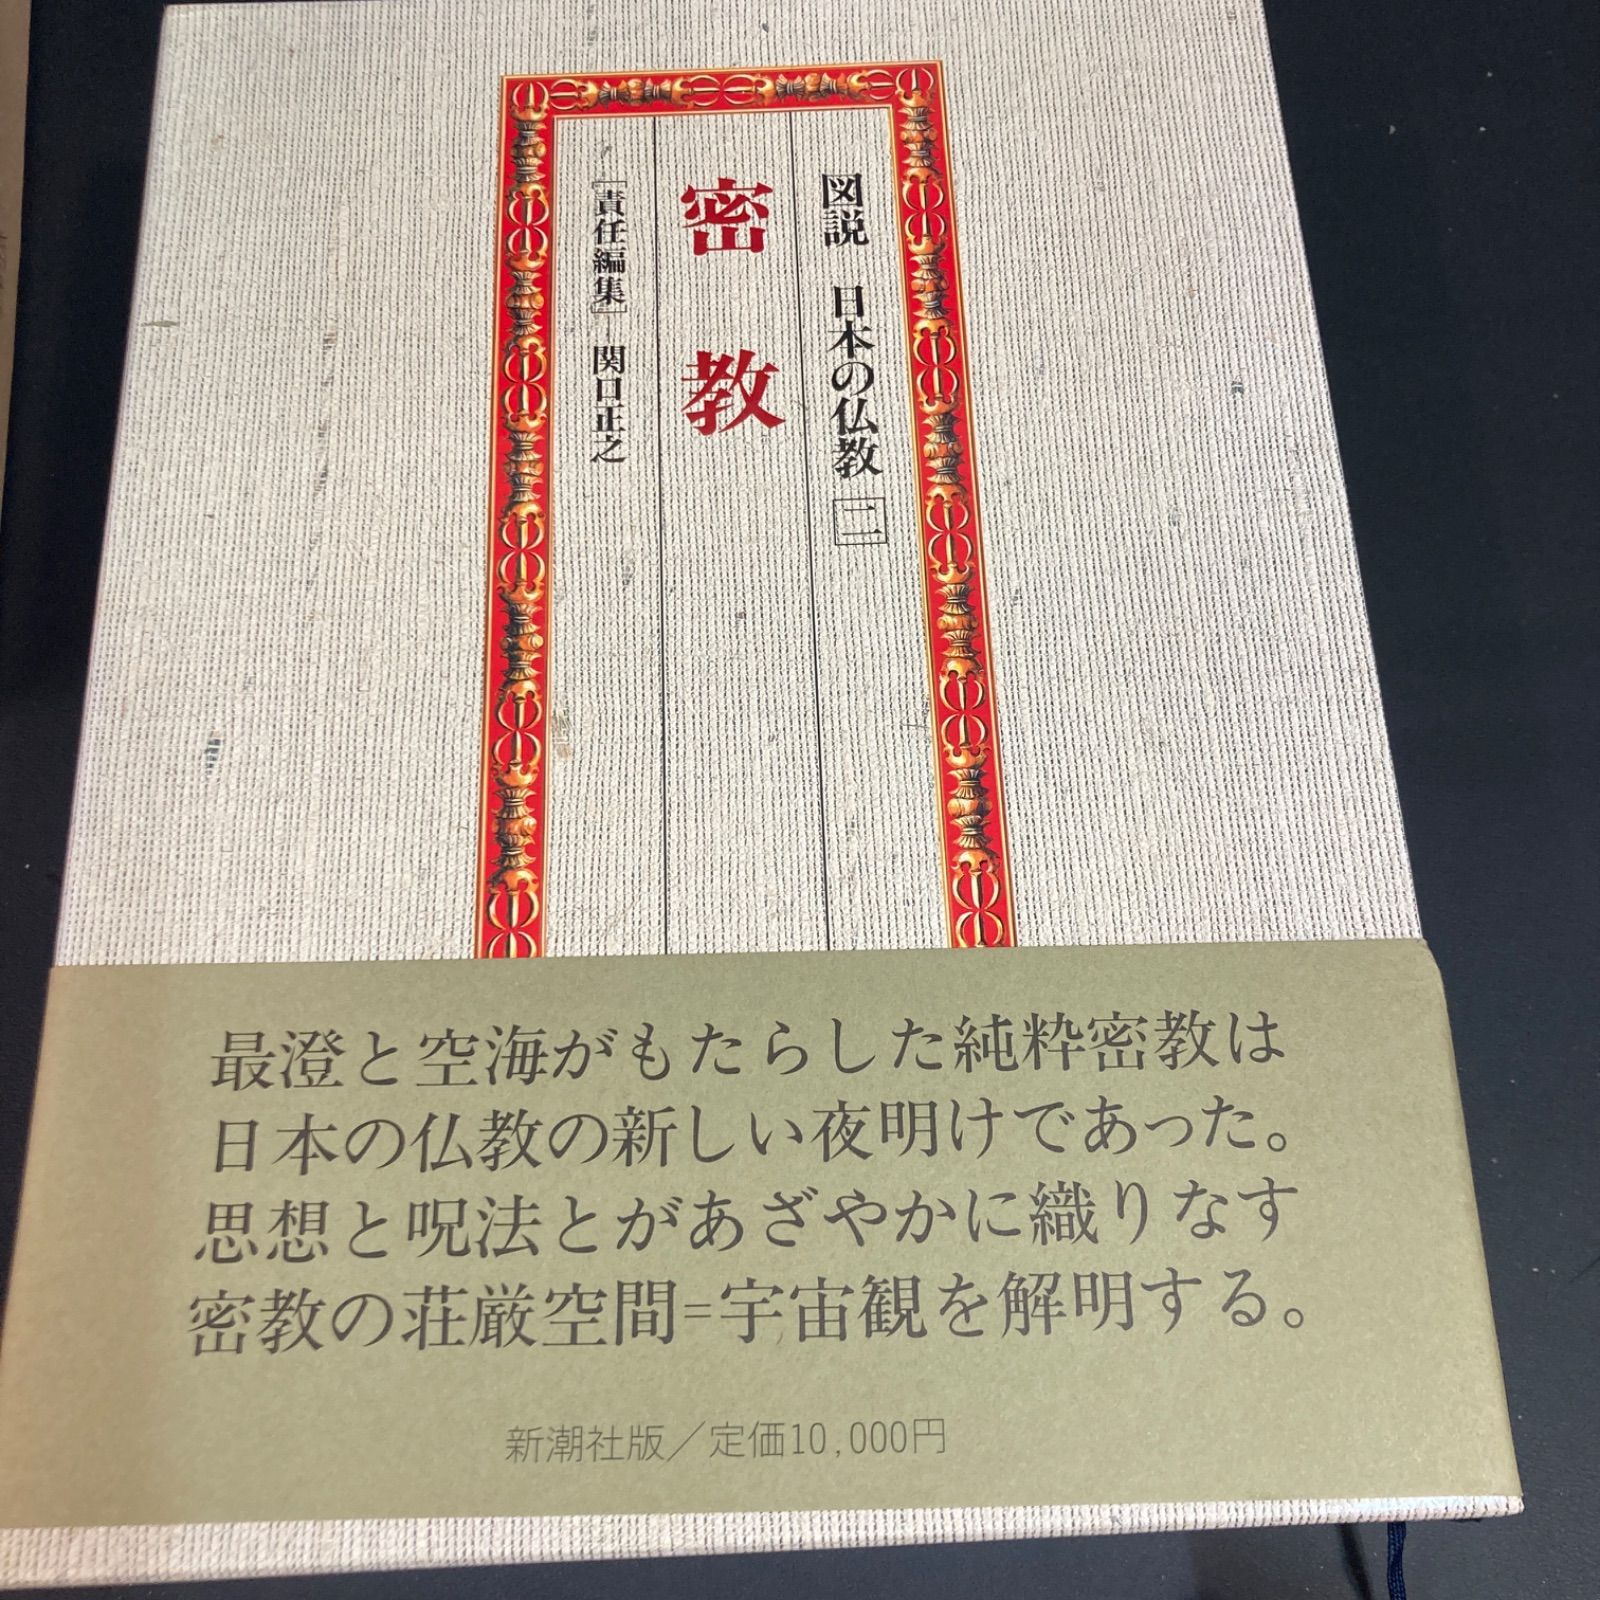 図説 日本の仏教 二
密教
[責任編集] 関口正之
最澄と空海がもたらした純粋密教は
日本の仏教の新しい夜明けであった。
思想と呪法とがあざやかに織りなす
密教の荘厳空間=宇宙観を解明する。
新潮社版／定価10,000円